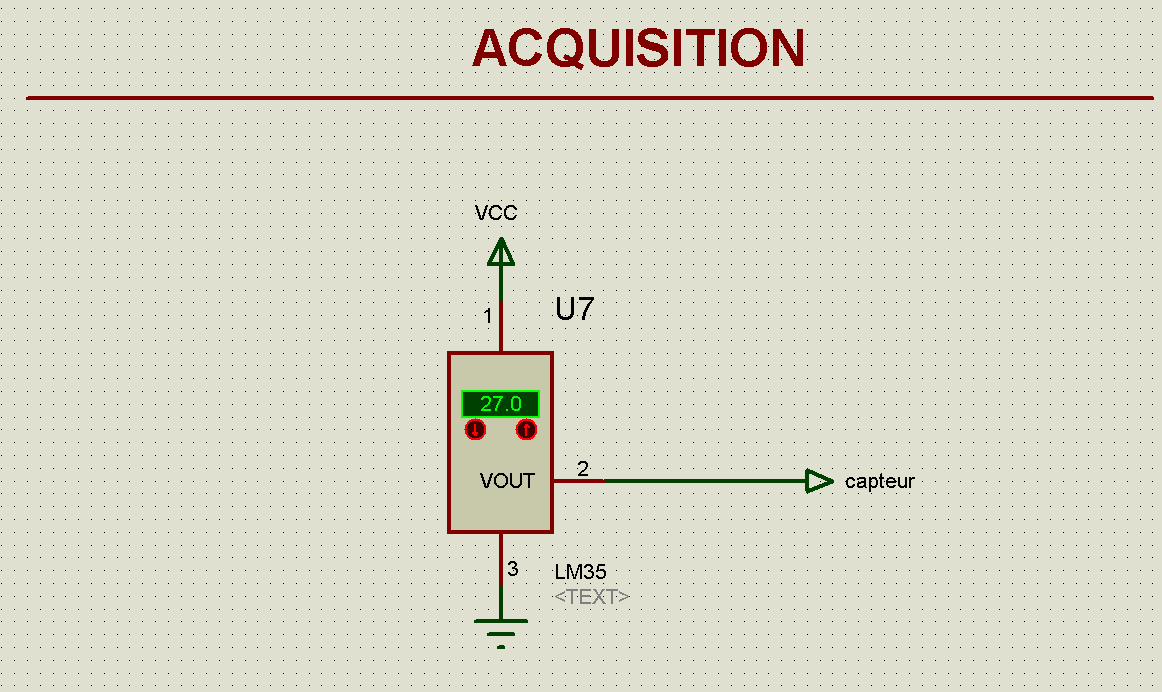 ACQUISITION
VCC
U7
1
27.0
2
VOUT
capteur
3
LM35
<TEXT>